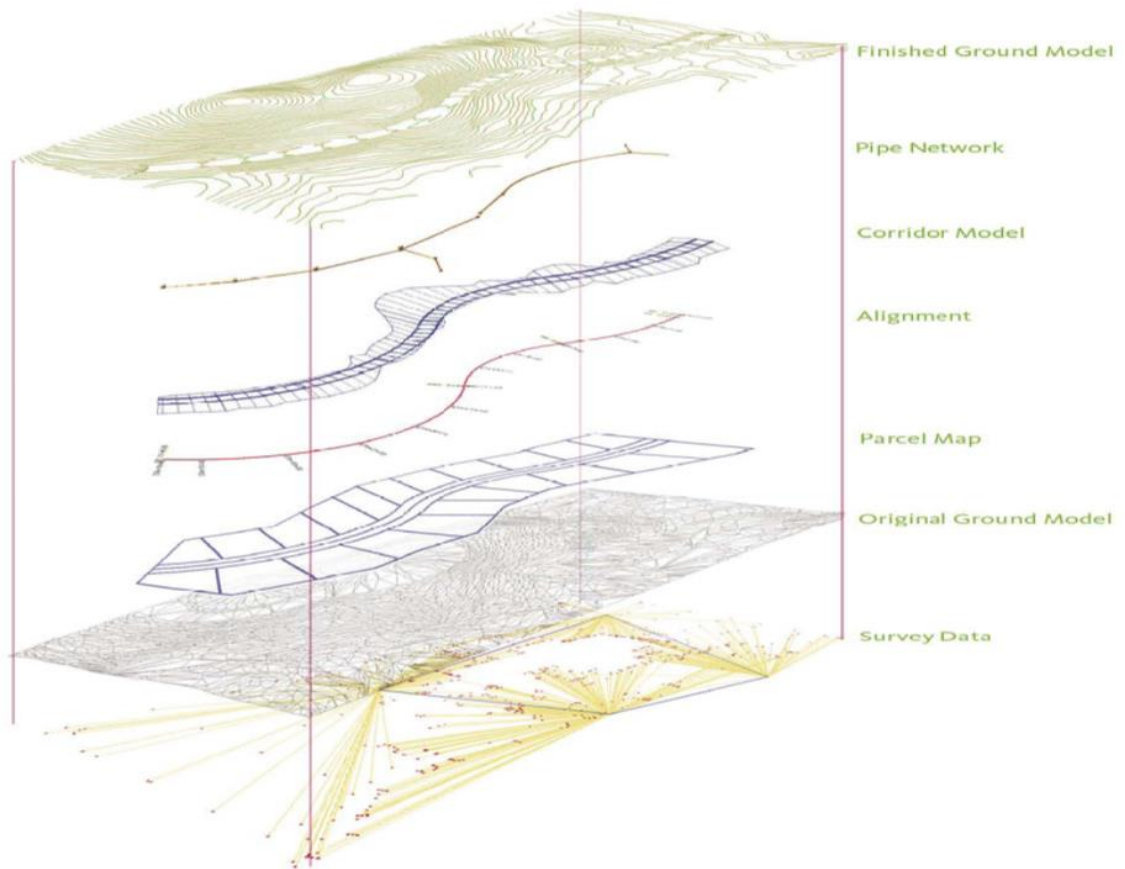 Finished Ground Model
Pipe Network
Corridor Model
Alignment
Parcel Map
Original Ground Model
Survey Data